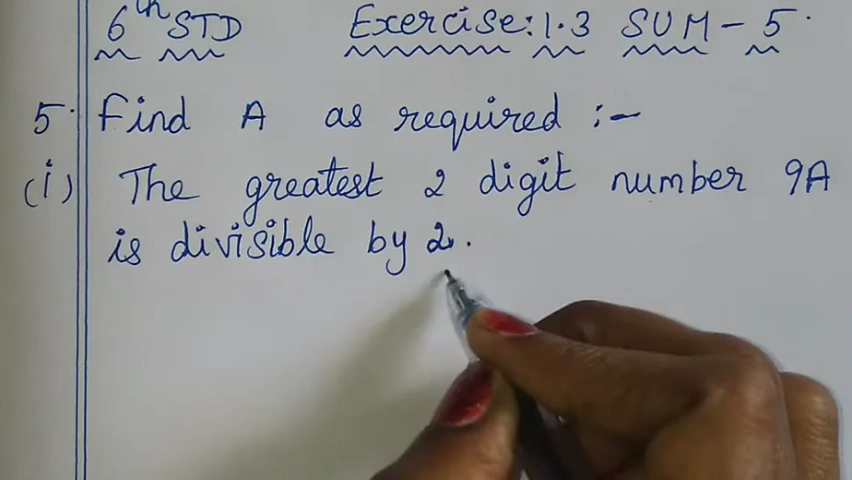 6th STD Exercise: 1.3 SUM - 5.
5. Find A as required :-
(i) The greatest 2 digit number 9A
is divisible by 2.